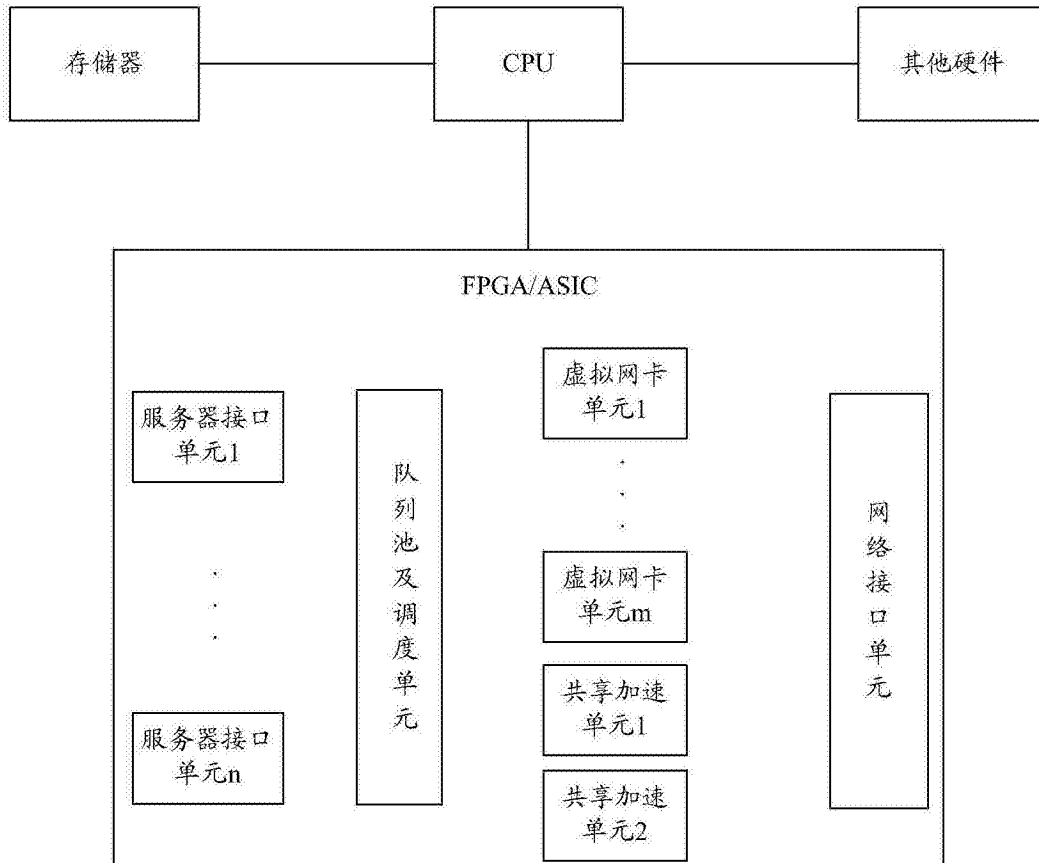 存储器
CPU
其他硬件
FPGA/ASIC
服务器接口
单元1
服务器接口
单元n
队列池及调度单元
虚拟网卡
单元1
虚拟网卡
单元m
共享加速
单元1
共享加速
单元2
网络接口单元